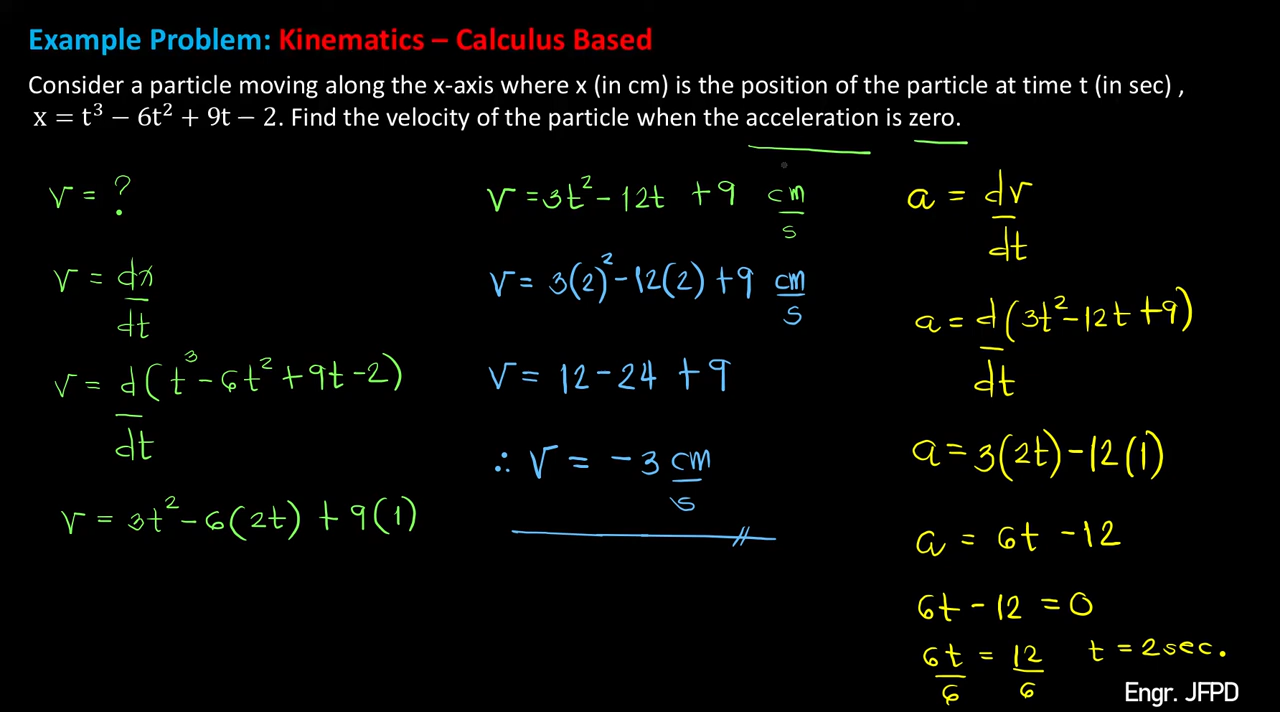 Example Problem: Kinematics – Calculus Based
Consider a particle moving along the x-axis where x (in cm) is the position of the particle at time t (in sec) ,
x = t³ − 6t² + 9t − 2. Find the velocity of the particle when the acceleration is zero.
v = ?
v = dx/dt
v = d/dt (t³ − 6t² + 9t − 2)
v = 3t² − 6(2t) + 9(1)
v = 3t² − 12t + 9 cm/s
v = 3(2)² − 12(2) + 9 cm/s
v = 12 − 24 + 9
∴ v = −3 cm/s
a = dv/dt
a = d/dt (3t² − 12t + 9)
a = 3(2t) − 12(1)
a = 6t − 12
6t − 12 = 0
6t/6 = 12/6 t = 2 sec.
Engr. JFPD